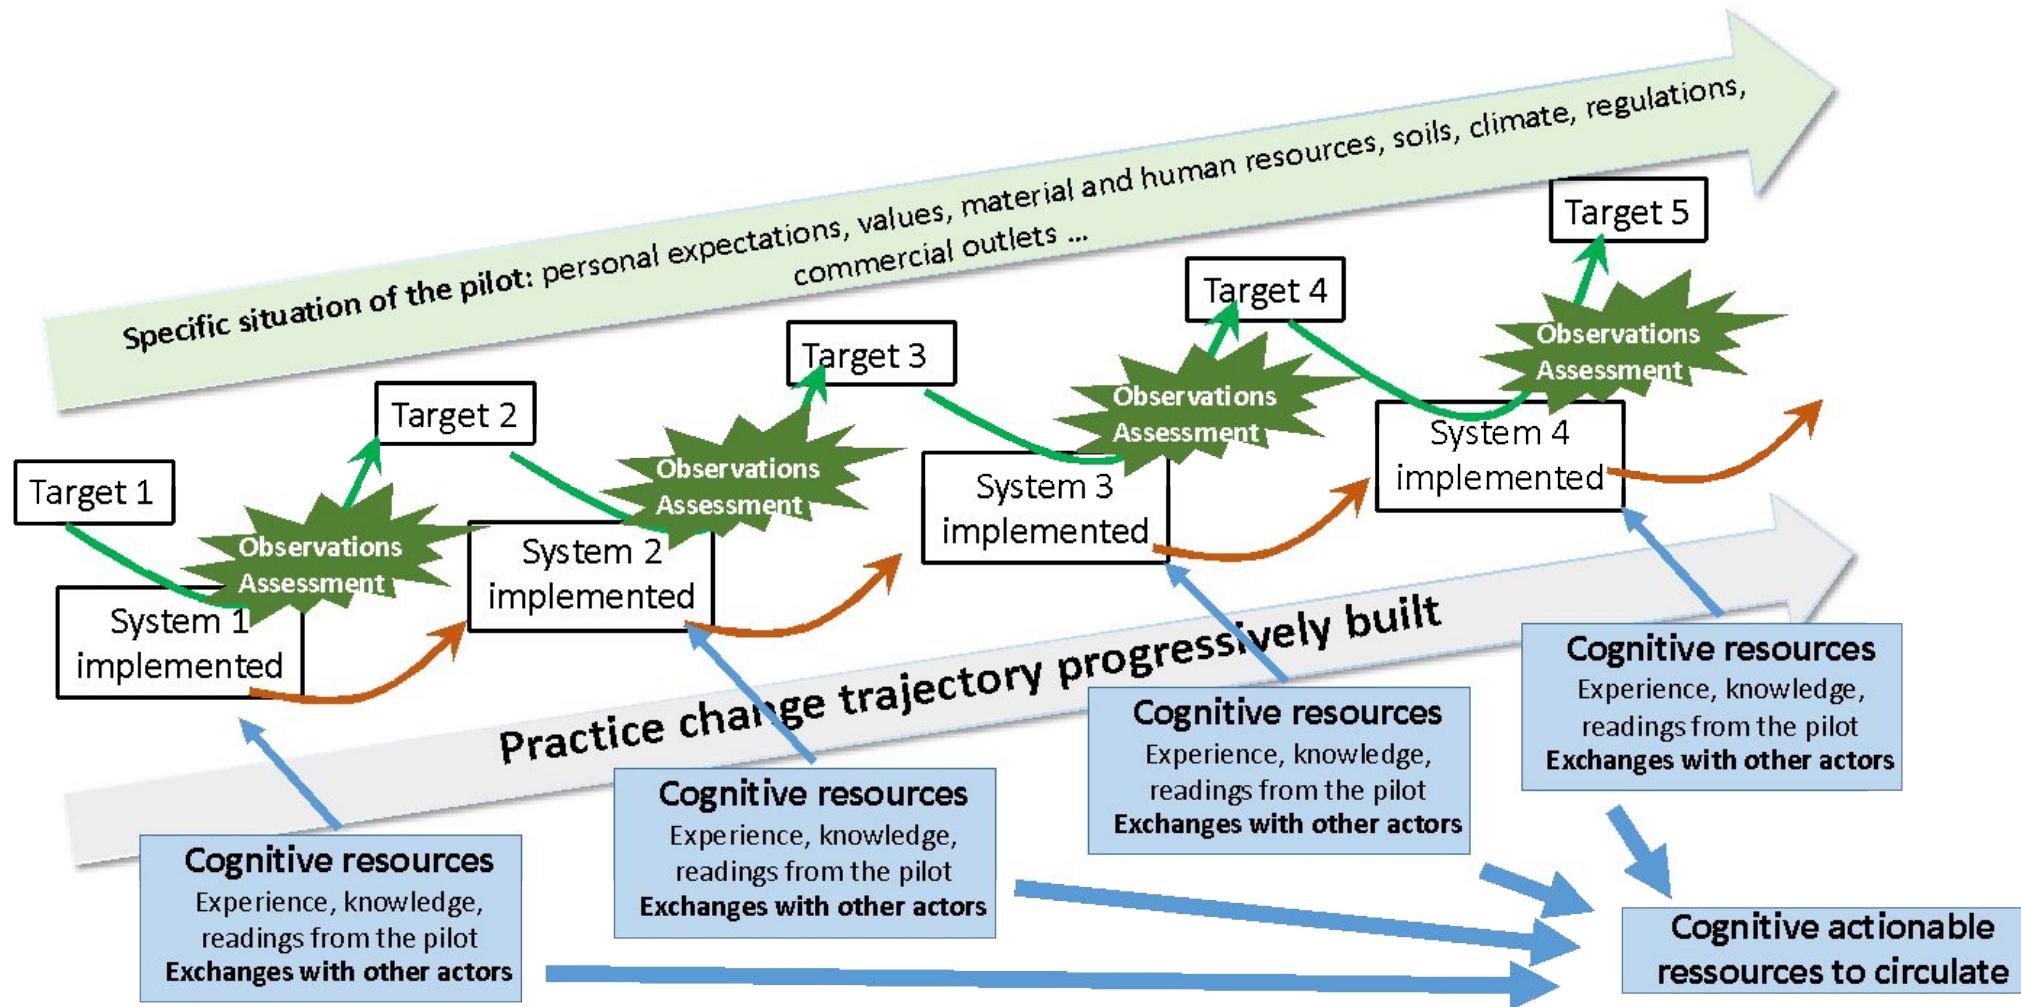 Specific situation of the pilot: personal expectations, values, material and human resources, soils, climate, regulations,
commercial outlets ...
Target 1
Target 2
Target 3
Target 4
Target 5
Observations
Assessment
Observations
Assessment
Observations
Assessment
Observations
Assessment
System 1
implemented
System 2
implemented
System 3
implemented
System 4
implemented
Practice change trajectory progressively built
Cognitive resources
Experience, knowledge,
readings from the pilot
Exchanges with other actors
Cognitive resources
Experience, knowledge,
readings from the pilot
Exchanges with other actors
Cognitive resources
Experience, knowledge,
readings from the pilot
Exchanges with other actors
Cognitive resources
Experience, knowledge,
readings from the pilot
Exchanges with other actors
Cognitive actionable
ressources to circulate